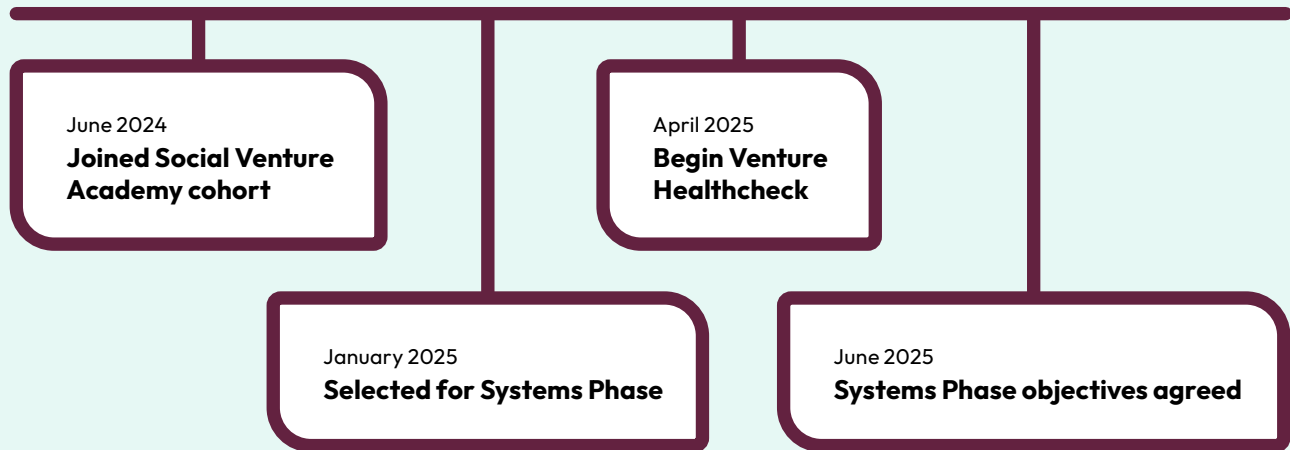 June 2024
Joined Social Venture
Academy cohort
January 2025
Selected for Systems Phase
April 2025
Begin Venture
Healthcheck
June 2025
Systems Phase objectives agreed